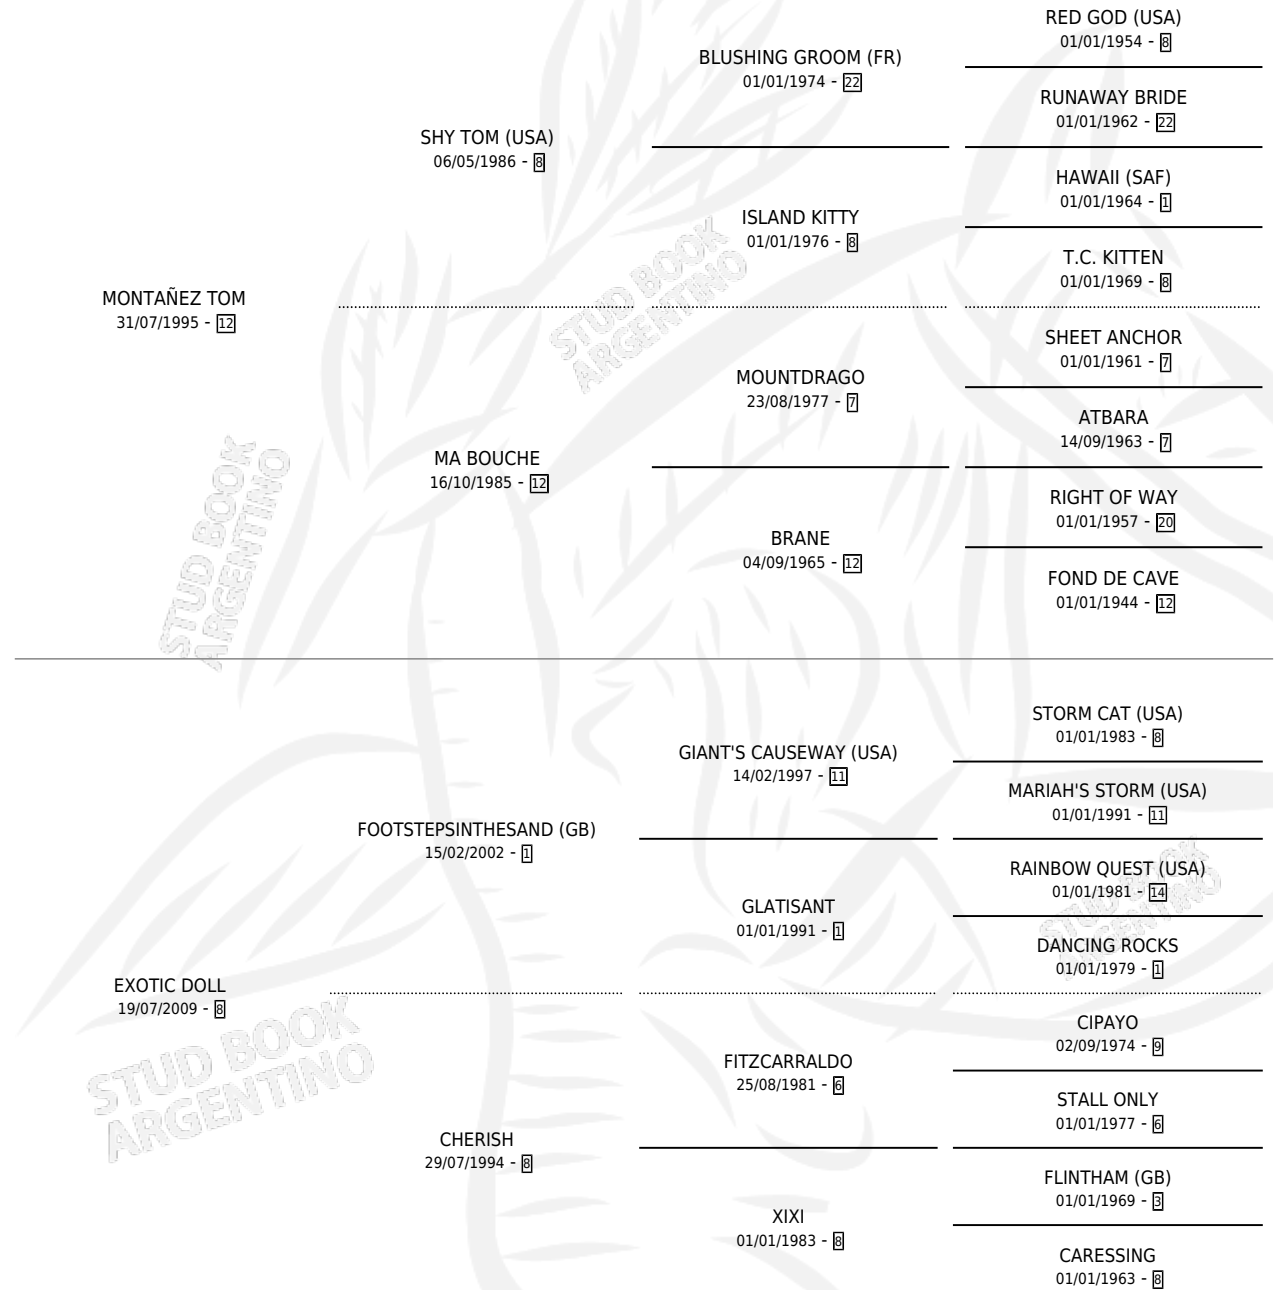 RED GOD (USA)
01/01/1954 - 8
BLUSHING GROOM (FR)
01/01/1974 - 22
RUNAWAY BRIDE
01/01/1962 - 22
SHY TOM (USA)
06/05/1986 - 8
HAWAII (SAF)
01/01/1964 - 1
ISLAND KITTY
01/01/1976 - 8
T.C. KITTEN
01/01/1969 - 8
MONTAÑEZ TOM
31/07/1995 - 12
SHEET ANCHOR
01/01/1961 - 7
MOUNTDRAGO
23/08/1977 - 7
ATBARA
14/09/1963 - 7
MA BOUCHE
16/10/1985 - 12
RIGHT OF WAY
01/01/1957 - 20
BRANE
04/09/1965 - 12
FOND DE CAVE
01/01/1944 - 12
STORM CAT (USA)
01/01/1983 - 8
GIANT'S CAUSEWAY (USA)
14/02/1997 - 11
MARIAH'S STORM (USA)
01/01/1991 - 11
FOOTSTEPSINTHESAND (GB)
15/02/2002 - 1
RAINBOW QUEST (USA)
01/01/1981 - 14
GLATISANT
01/01/1991 - 1
DANCING ROCKS
01/01/1979 - 1
EXOTIC DOLL
19/07/2009 - 8
CIPAYO
02/09/1974 - 9
FITZCARRALDO
25/08/1981 - 6
STALL ONLY
01/01/1977 - 6
CHERISH
29/07/1994 - 8
FLINTHAM (GB)
01/01/1969 - 3
XIXI
01/01/1983 - 8
CARESSING
01/01/1963 - 8
STUD BOOK
ARGENTINO
STUD BOOK
ARGENTINO
STUD BOOK
ARGENTINO
STUD BOOK
ARGENTINO